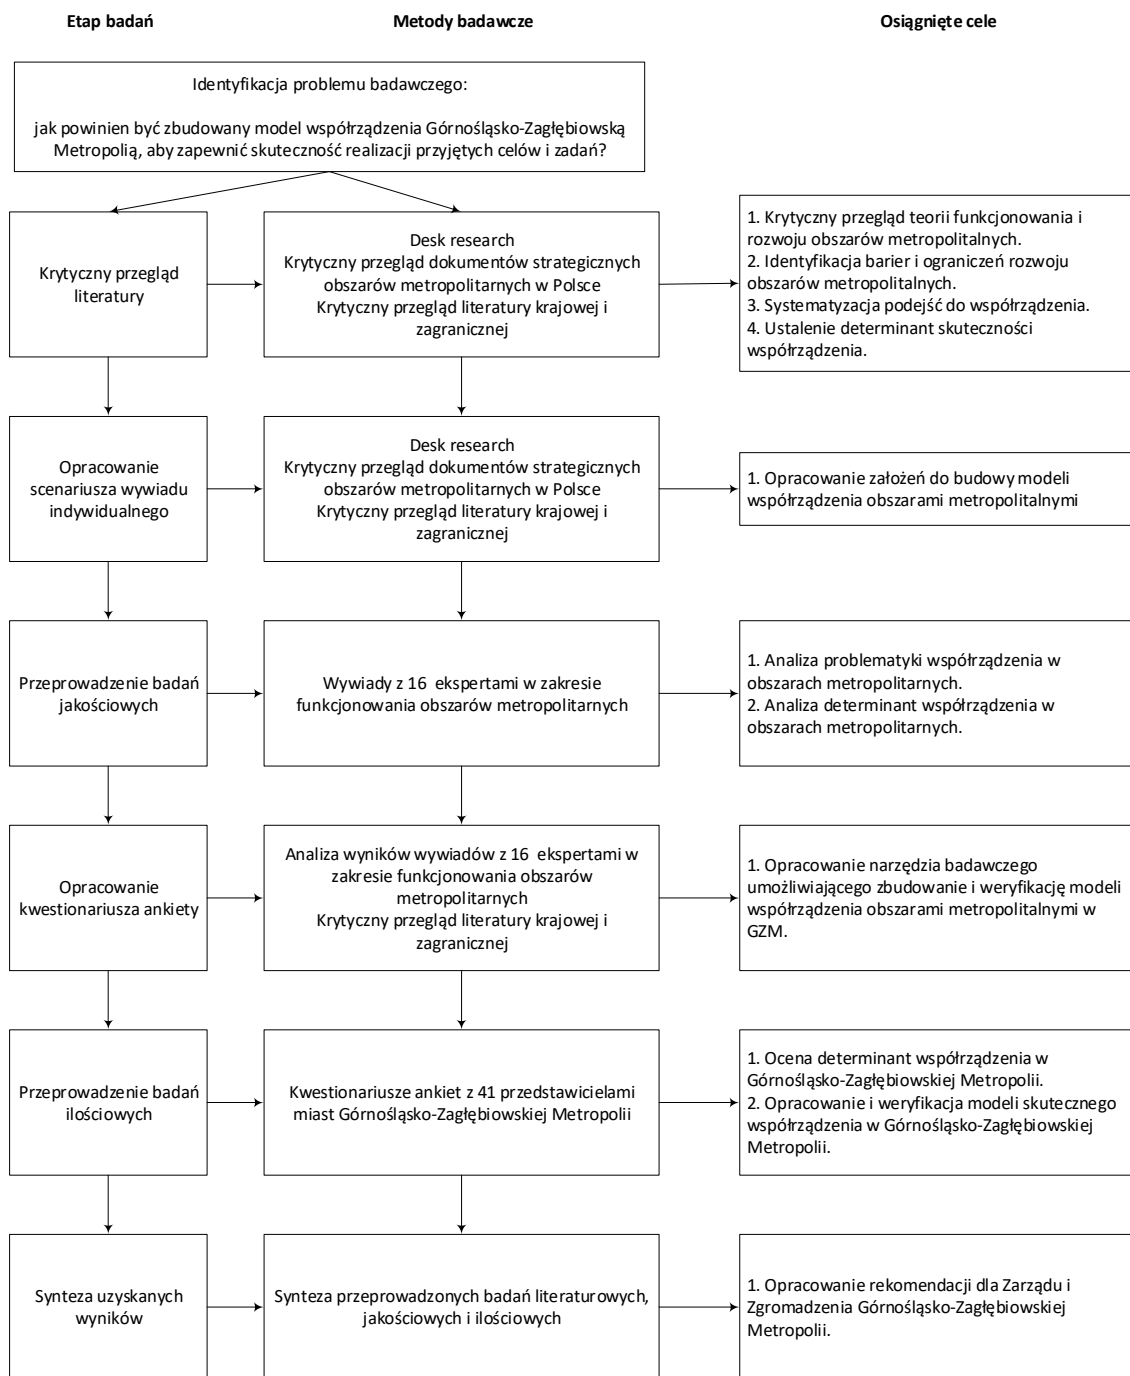 Etap badań
Metody badawcze
Osiągnięte cele
Identyfikacja problemu badawczego:
jak powinien być zbudowany model współrządzenia Górnośląsko-Zagłębiowską
Metropolią, aby zapewnić skuteczność realizacji przyjętych celów i zadań?
Krytyczny przegląd
literatury
Desk research
Krytyczny przegląd dokumentów strategicznych
obszarów metropolitarnych w Polsce
Krytyczny przegląd literatury krajowej i
zagranicznej
1. Krytyczny przegląd teorii funkcjonowania i
rozwoju obszarów metropolitalnych.
2. Identyfikacja barier i ograniczeń rozwoju
obszarów metropolitalnych.
3. Systematyzacja podejść do współrządzenia.
4. Ustalenie determinant skuteczności
współrządzenia.
Opracowanie
scenariusza wywiadu
indywidualnego
Desk research
Krytyczny przegląd dokumentów strategicznych
obszarów metropolitarnych w Polsce
Krytyczny przegląd literatury krajowej i
zagranicznej
1. Opracowanie założeń do budowy modeli
współrządzenia obszarami metropolitalnymi
Przeprowadzenie badań
jakościowych
Wywiady z 16 ekspertami w zakresie
funkcjonowania obszarów metropolitarnych
1. Analiza problematyki współrządzenia w
obszarach metropolitarnych.
2. Analiza determinant współrządzenia w
obszarach metropolitarnych.
Opracowanie
kwestionariusza ankiety
Analiza wyników wywiadów z 16 ekspertami w
zakresie funkcjonowania obszarów
metropolitarnych
Krytyczny przegląd literatury krajowej i
zagranicznej
1. Opracowanie narzędzia badawczego
umożliwiającego zbudowanie i weryfikację modeli
współrządzenia obszarami metropolitalnymi w
GZM.
Przeprowadzenie badań
ilościowych
Kwestionariusze ankiet z 41 przedstawicielami
miast Górnośląsko-Zagłębiowskiej Metropolii
1. Ocena determinant współrządzenia w
Górnośląsko-Zagłębiowskiej Metropolii.
2. Opracowanie i weryfikacja modeli skutecznego
współrządzenia w Górnośląsko-Zagłębiowskiej
Metropolii.
Synteza uzyskanych
wyników
Synteza przeprowadzonych badań literaturowych,
jakościowych i ilościowych
1. Opracowanie rekomendacji dla Zarządu i
Zgromadzenia Górnośląsko-Zagłębiowskiej
Metropolii.